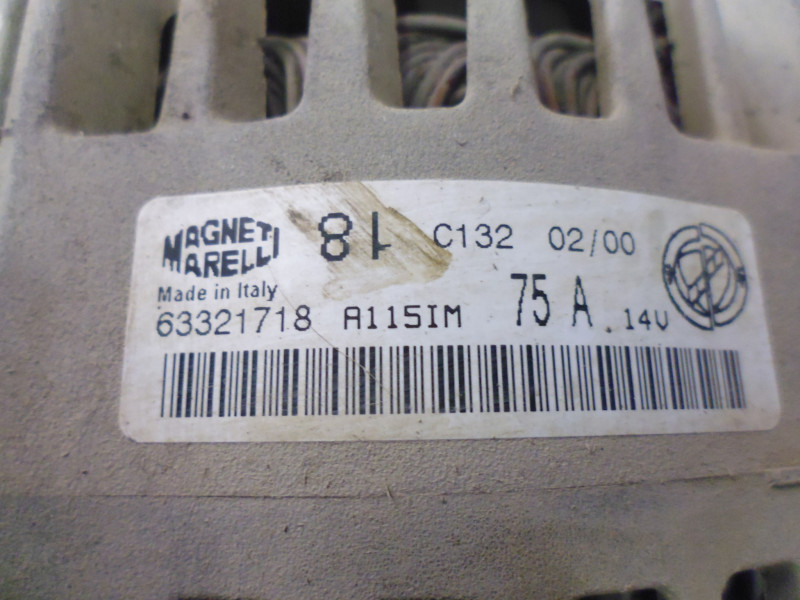 MAGNETI MARELLI 81 C132 02/00
Made in Italy
63321718 A115IM 75 A. 14V